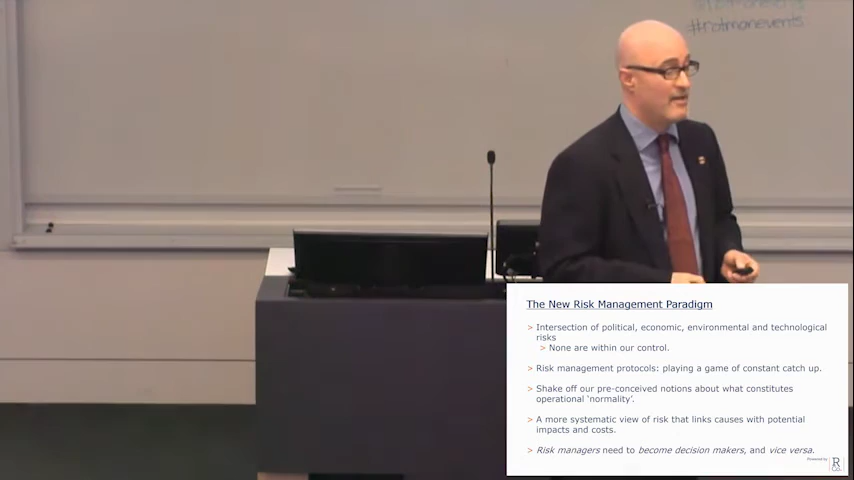 #rotmanevents
The New Risk Management Paradigm
> Intersection of political, economic, environmental and technological
risks
> None are within our control.
> Risk management protocols: playing a game of constant catch up.
> Shake off our pre-conceived notions about what constitutes
operational 'normality'.
> A more systematic view of risk that links causes with potential
impacts and costs.
> Risk managers need to become decision makers, and vice versa.
Powered by
R